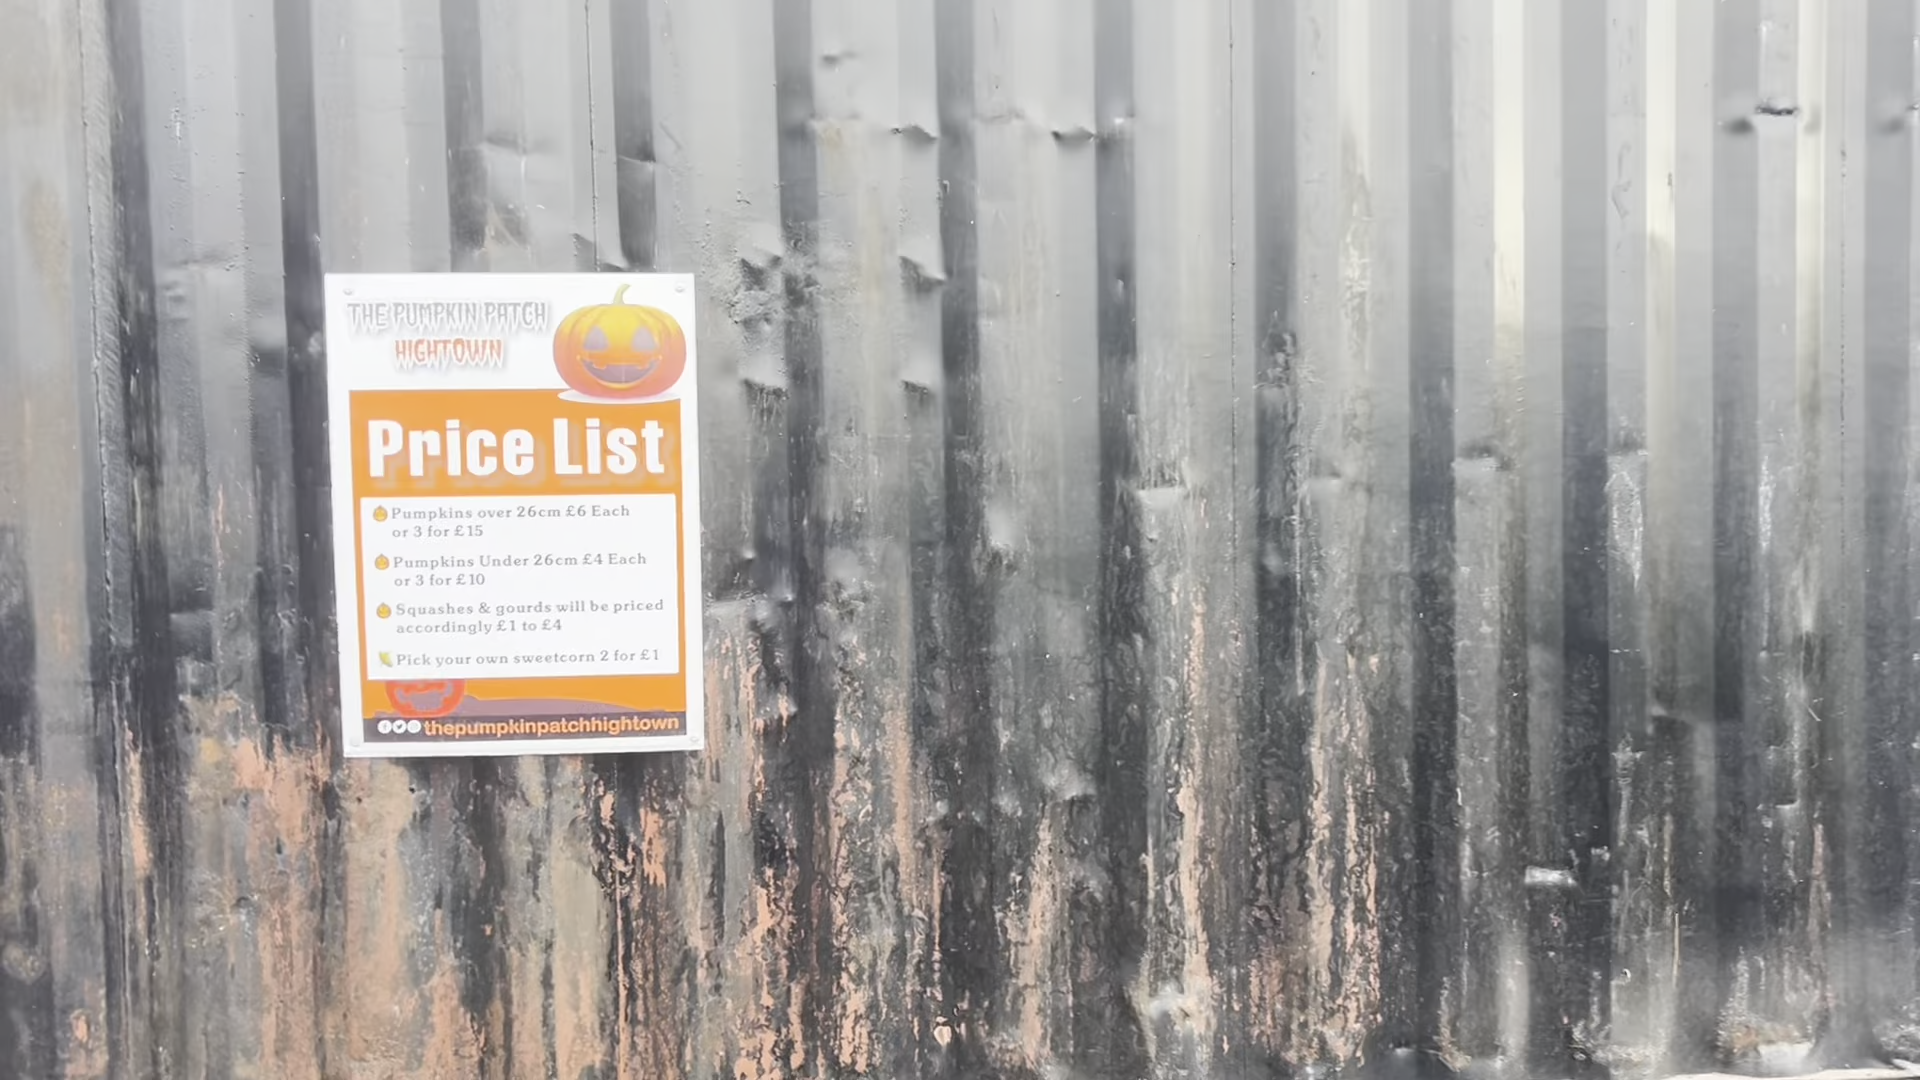 THE PUMPKIN PATCH
HIGHTOWN
Price List
Pumpkins over 26cm £6 Each
or 3 for £15
Pumpkins Under 26cm £4 Each
or 3 for £10
Squashes & gourds will be priced
accordingly £1 to £4
Pick your own sweetcorn 2 for £1
thepumpkinpatchhightown